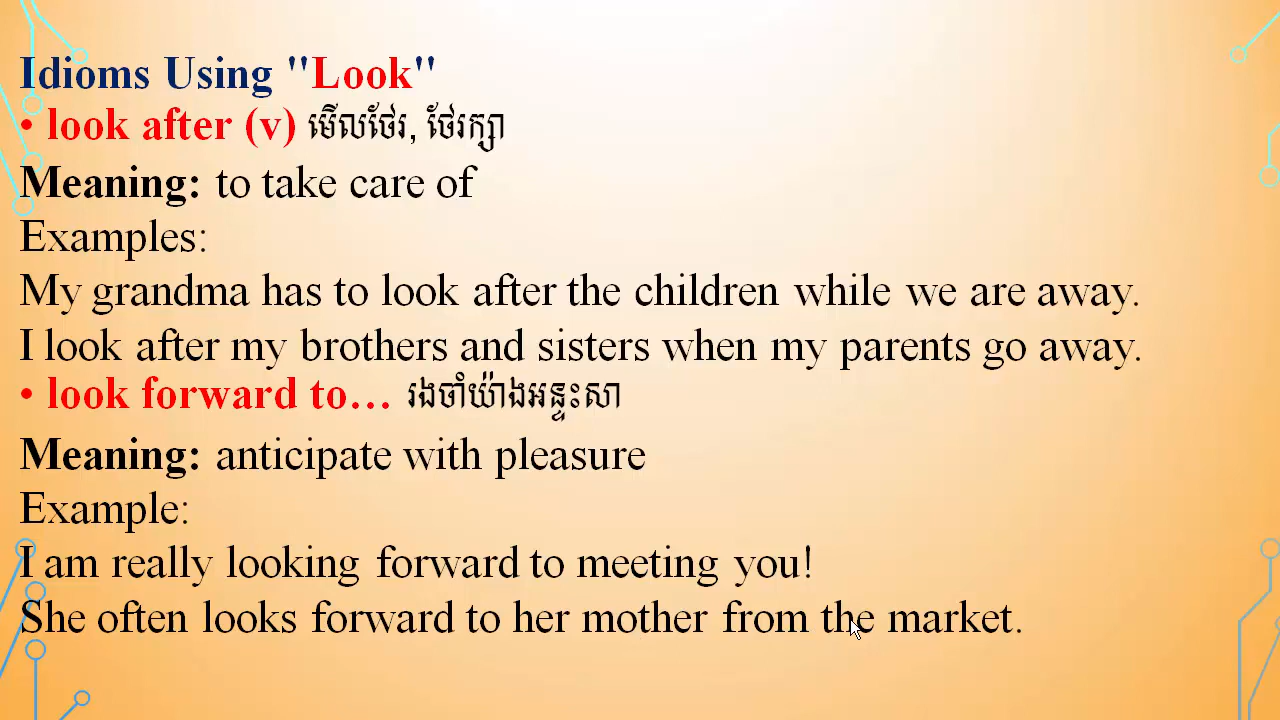 Idioms Using "Look"
• look after (v) មើលថែរ, ថែរក្សា
Meaning: to take care of
Examples:
My grandma has to look after the children while we are away.
I look after my brothers and sisters when my parents go away.
• look forward to… រងចាំយ៉ាងអន្ទះសា
Meaning: anticipate with pleasure
Example:
I am really looking forward to meeting you!
She often looks forward to her mother from the market.